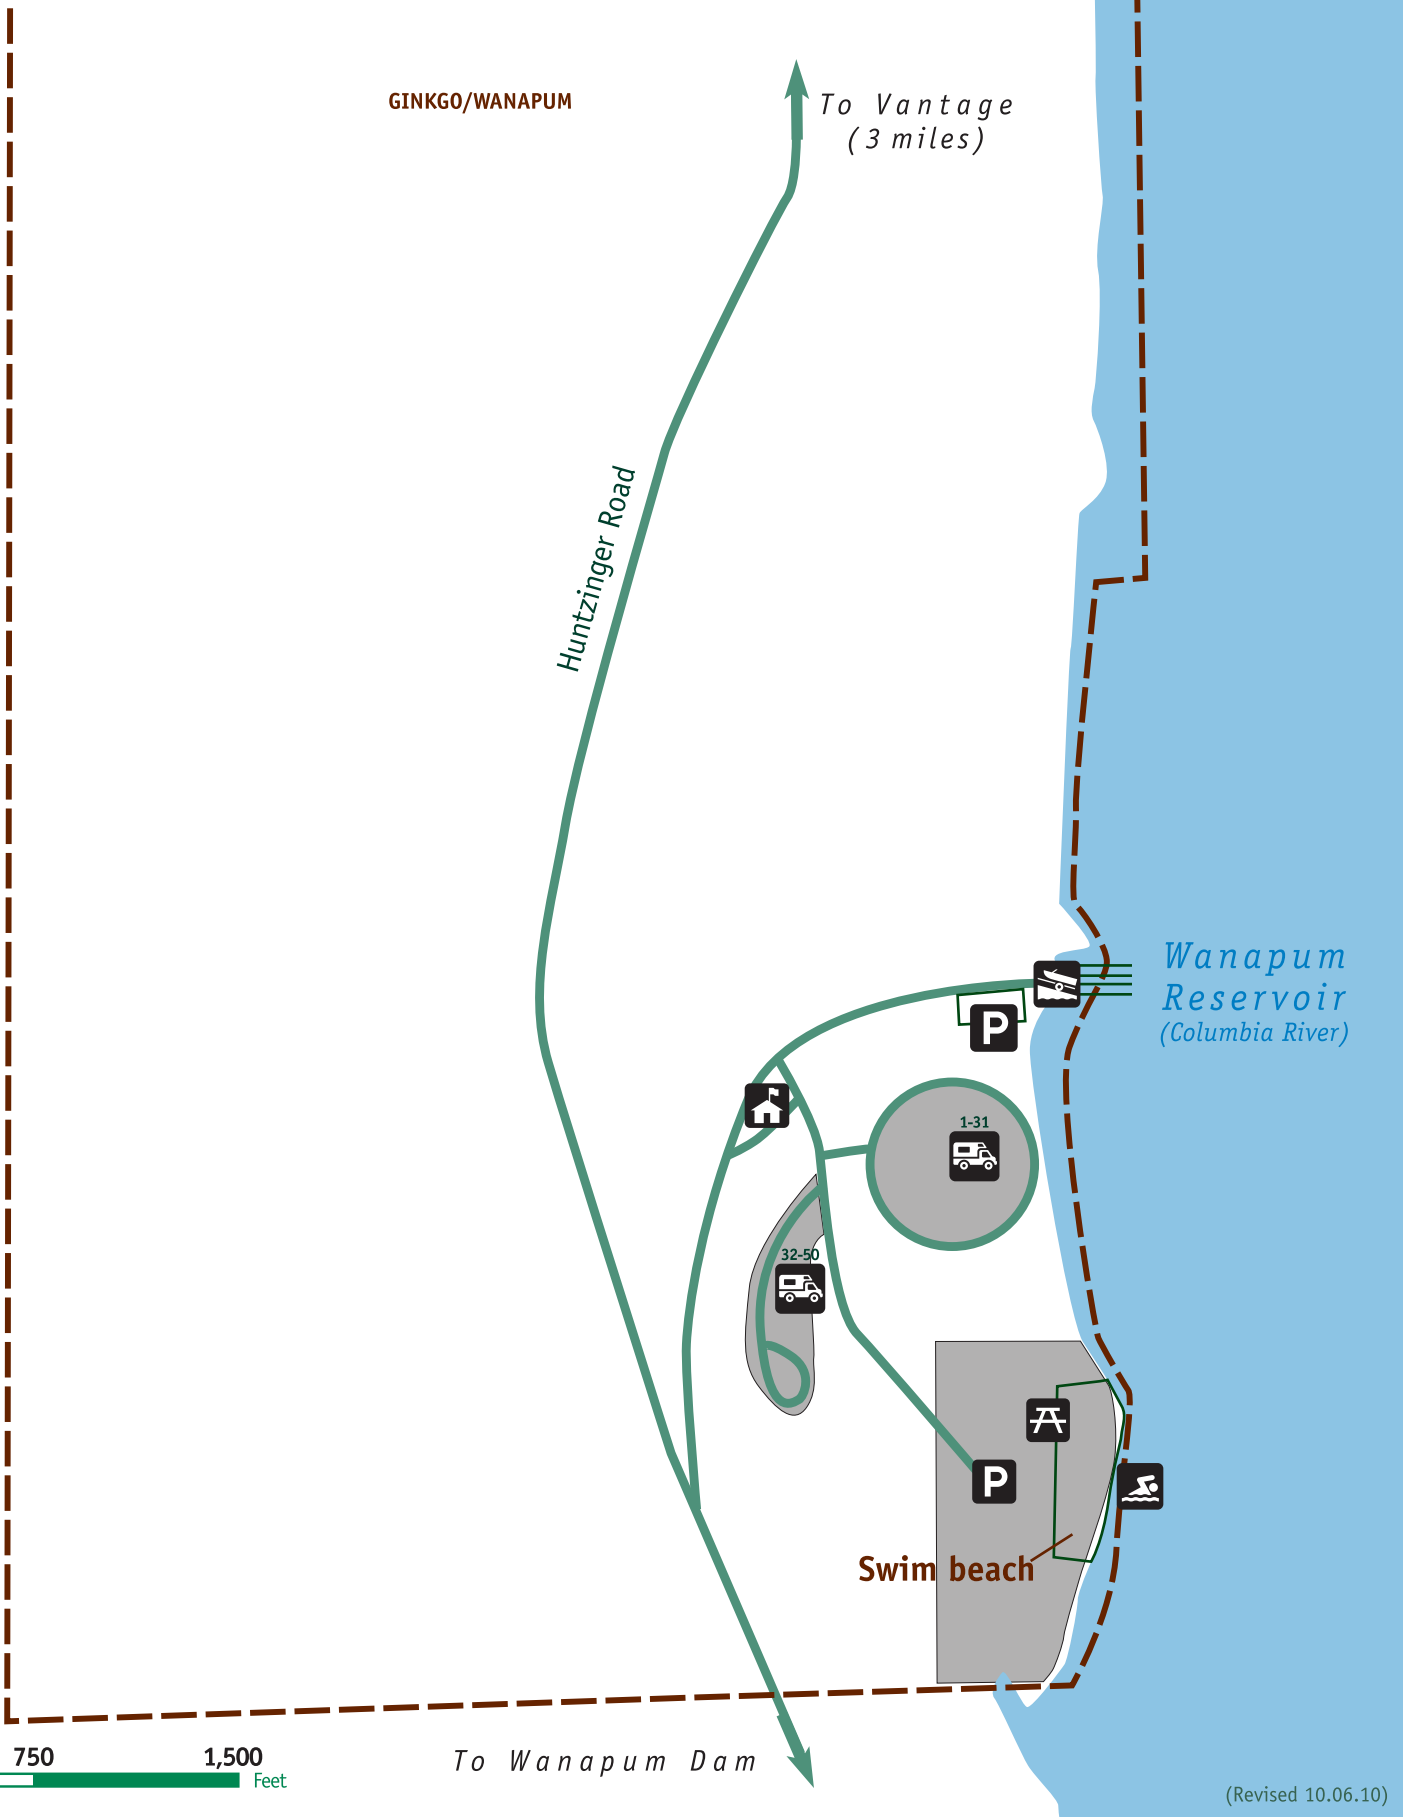 GINKGO/WANAPUM
To Vantage
(3 miles)
Huntzinger Road
Wanapum
Reservoir
(Columbia River)
P
1-31
32-50
P
Swim beach
750
1,500
Feet
To Wanapum Dam
(Revised 10.06.10)